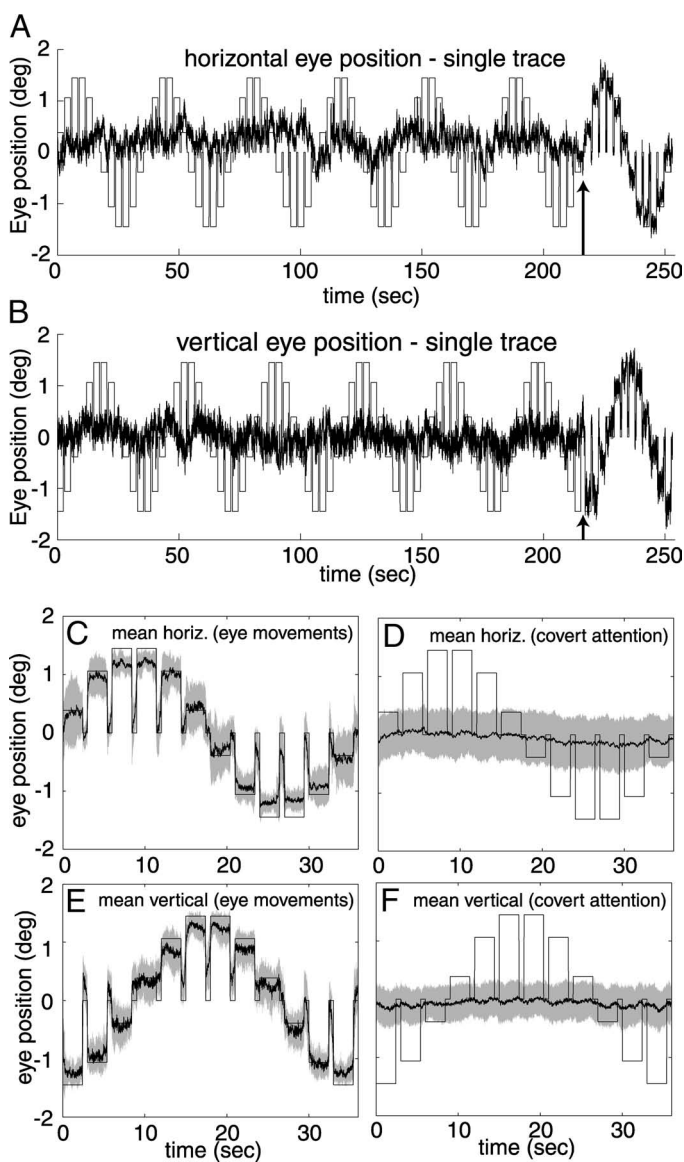 A
horizontal eye position - single trace
Eye position (deg)
2
1
0
-1
-2
0 50 100 150 200 250
time (sec)
B
vertical eye position - single trace
Eye position (deg)
2
1
0
-1
-2
0 50 100 150 200 250
time (sec)
C mean horiz. (eye movements)
eye position (deg)
2
1
0
-1
-2
0 10 20 30
D mean horiz. (covert attention)
0 10 20 30
E mean vertical (eye movements)
eye position (deg)
2
1
0
-1
-2
0 10 20 30
time (sec)
F mean vertical (covert attention)
0 10 20 30
time (sec)